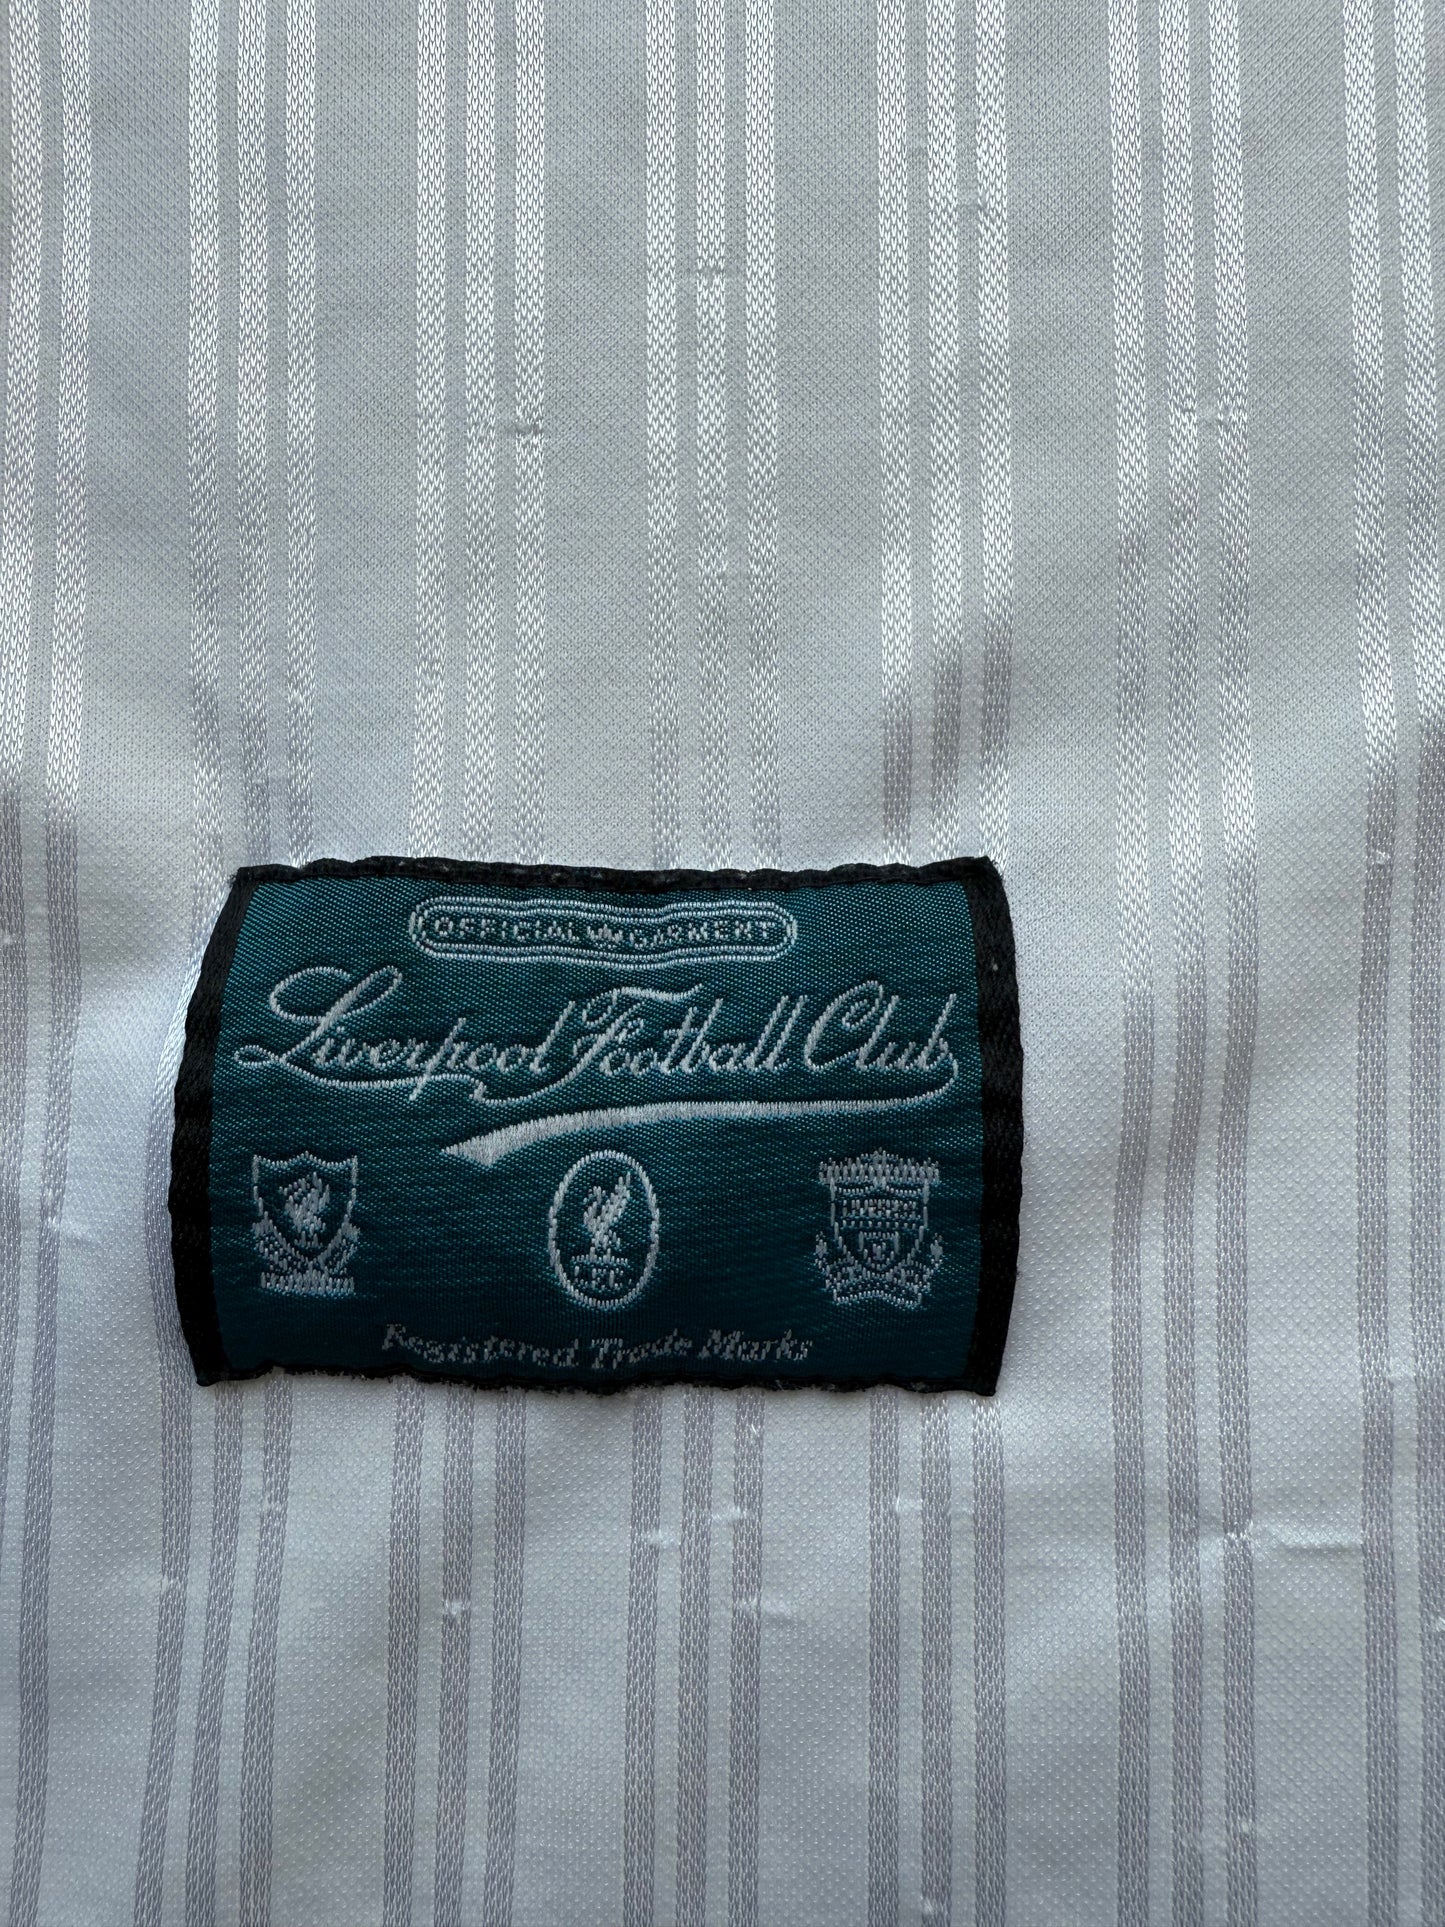 OFFICIAL GARMENT
Liverpool Football Club
L.F.C.
Registered Trade Marks